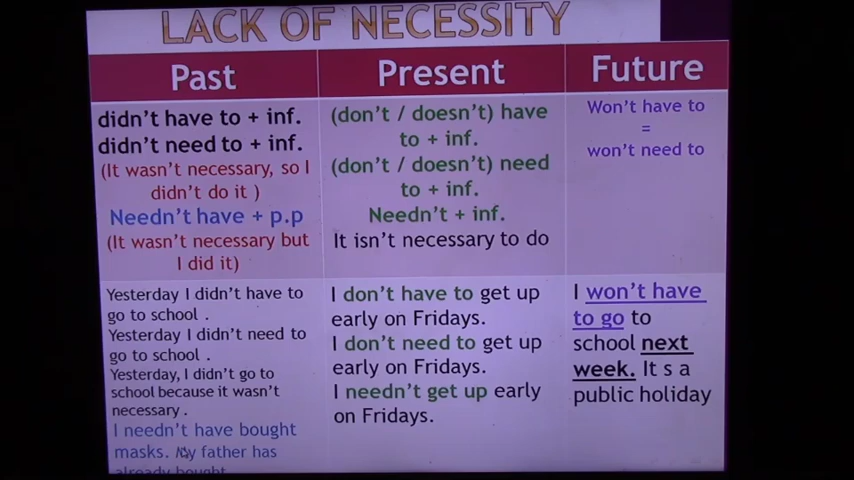 LACK OF NECESSITY
Past
Present
Future
didn't have to + inf.
didn't need to + inf.
(It wasn't necessary, so I
didn't do it )
Needn't have + p.p
(It wasn't necessary but
I did it)
(don't / doesn't) have
to + inf.
(don't / doesn't) need
to + inf.
Needn't + inf.
It isn't necessary to do
Won't have to
=
won't need to
Yesterday I didn't have to
go to school .
Yesterday I didn't need to
go to school .
Yesterday, I didn't go to
school because it wasn't
necessary .
I needn't have bought
masks. My father has
already bought
I don't have to get up
early on Fridays.
I don't need to get up
early on Fridays.
I needn't get up early
on Fridays.
I won't have
to go to
school next
week. It s a
public holiday